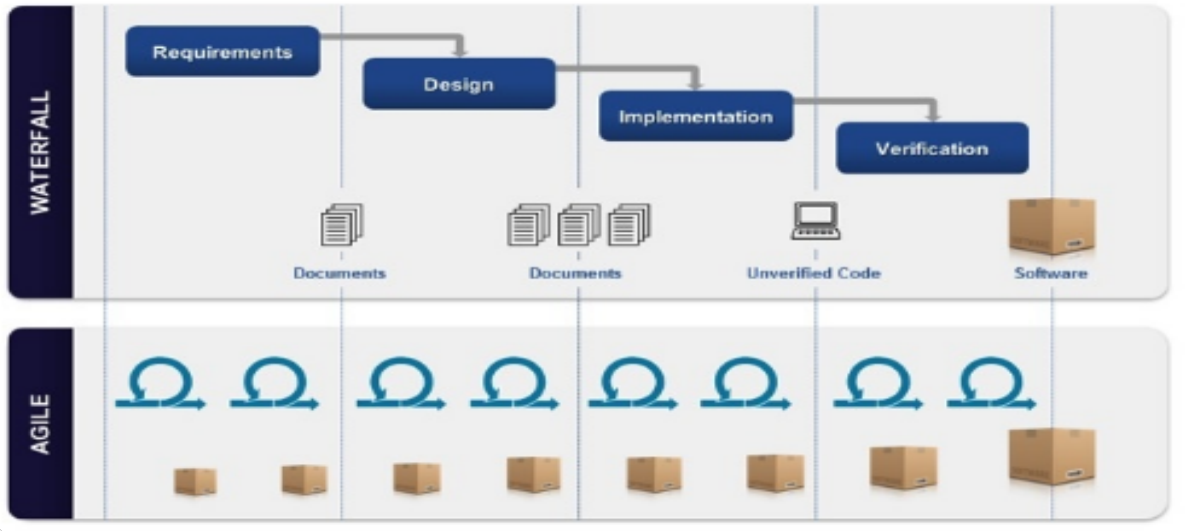 WATERFALL
Requirements
Design
Implementation
Verification
Documents
Documents
Unverified Code
Software
AGILE